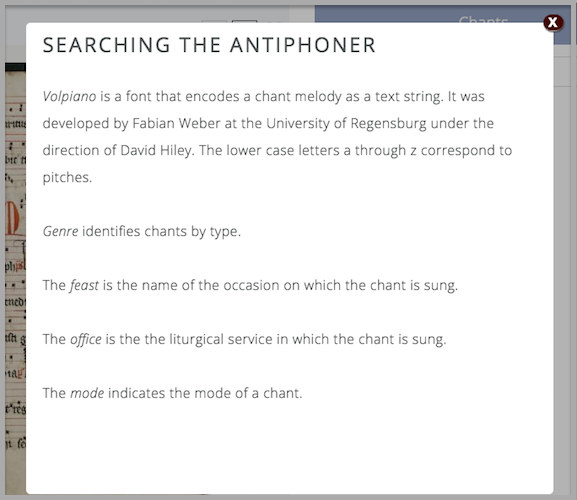 Chants
X
SEARCHING THE ANTIPHONER
Volpiano is a font that encodes a chant melody as a text string. It was
developed by Fabian Weber at the University of Regensburg under the
direction of David Hiley. The lower case letters a through z correspond to
pitches.
Genre identifies chants by type.
The feast is the name of the occasion on which the chant is sung.
The office is the the liturgical service in which the chant is sung.
The mode indicates the mode of a chant.